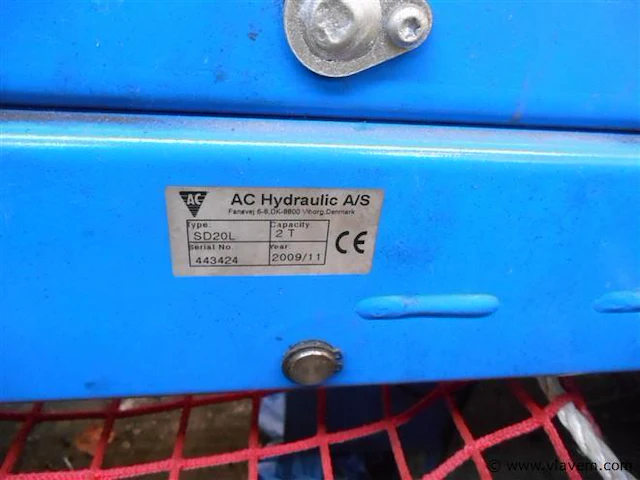 AC
AC Hydraulic A/S
Fanøvej 6-8,DK-8800 Viborg,Denmark
Type. Capacity
SD20L 2 T
Serial No. Year.
443424 2009/11
CE
© www.vlavem.com